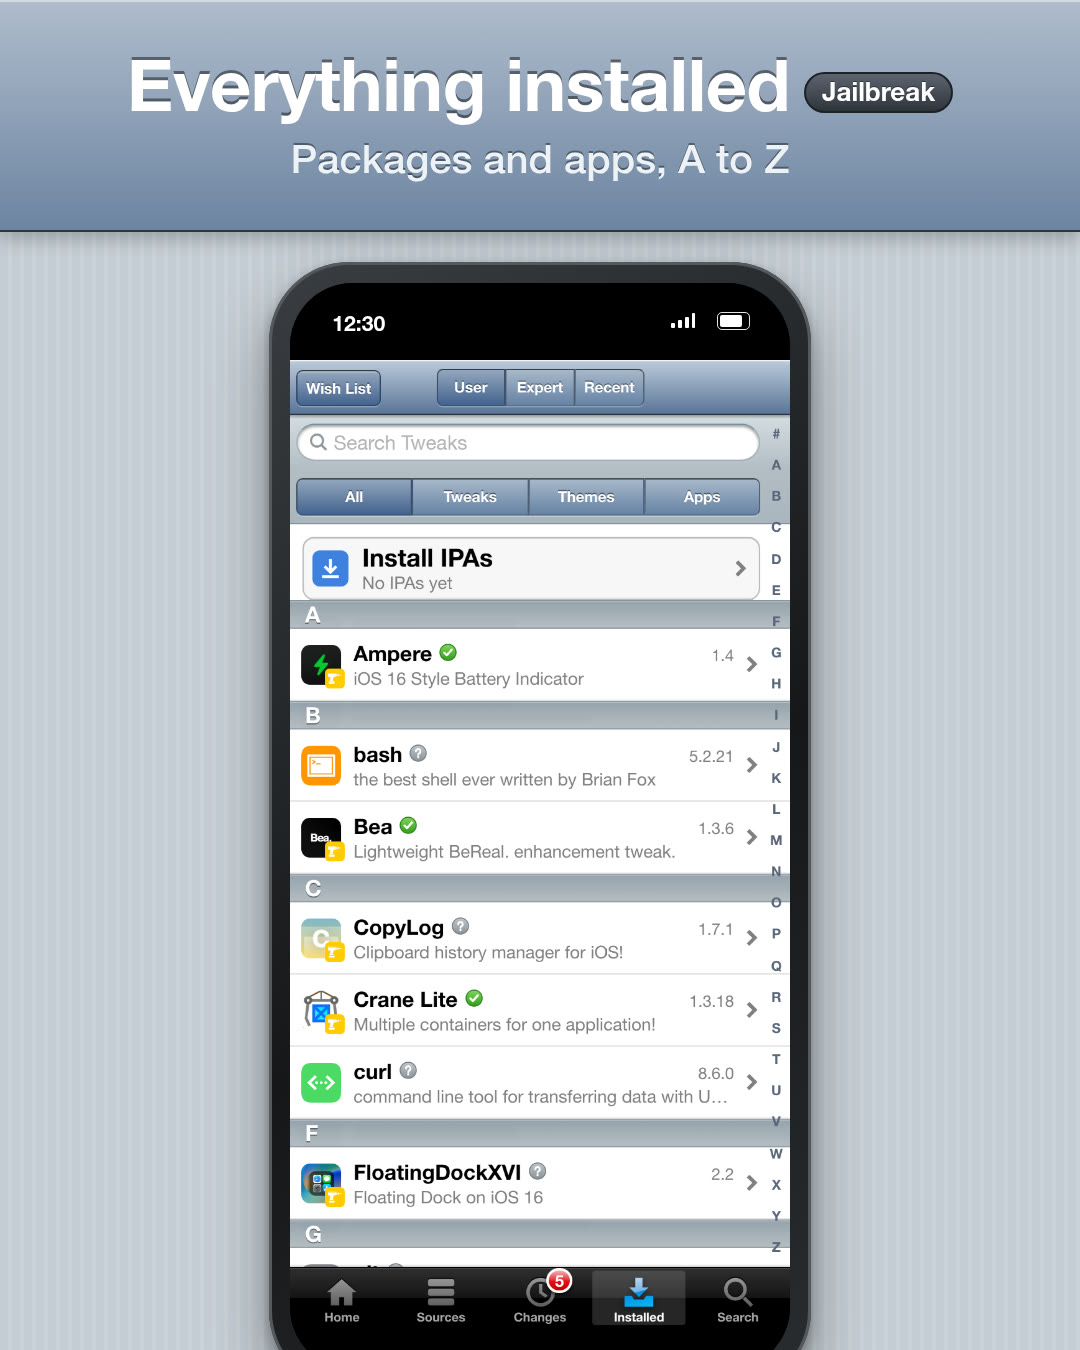 Everything installed Jailbreak
Packages and apps, A to Z
12:30
Wish List User Expert Recent
Search Tweaks
All Tweaks Themes Apps
Install IPAs
No IPAs yet
A
Ampere 1.4
iOS 16 Style Battery Indicator
B
bash 5.2.21
the best shell ever written by Brian Fox
Bea. Bea 1.3.6
Lightweight BeReal. enhancement tweak.
C
C CopyLog 1.7.1
Clipboard history manager for iOS!
Crane Lite 1.3.18
Multiple containers for one application!
curl 8.6.0
command line tool for transferring data with U...
F
FloatingDockXVI 2.2
Floating Dock on iOS 16
G
#
A
B
C
D
E
F
G
H
I
J
K
L
M
N
O
P
Q
R
S
T
U
V
W
X
Y
Z
5
Home Sources Changes Installed Search